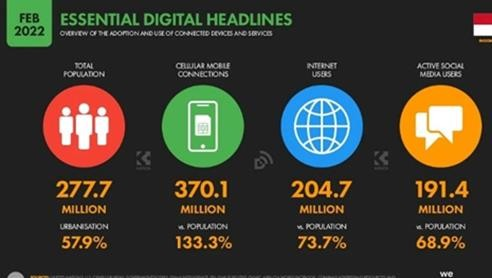 FEB
2022
ESSENTIAL DIGITAL HEADLINES
OVERVIEW OF THE ADOPTION AND USE OF CONNECTED DEVICES AND SERVICES
TOTAL
POPULATION
277.7
MILLION
URBANISATION
57.9%
CELLULAR MOBILE
CONNECTIONS
370.1
MILLION
vs. POPULATION
133.3%
INTERNET
USERS
204.7
MILLION
vs. POPULATION
73.7%
ACTIVE SOCIAL
MEDIA USERS
191.4
MILLION
vs. POPULATION
68.9%
we